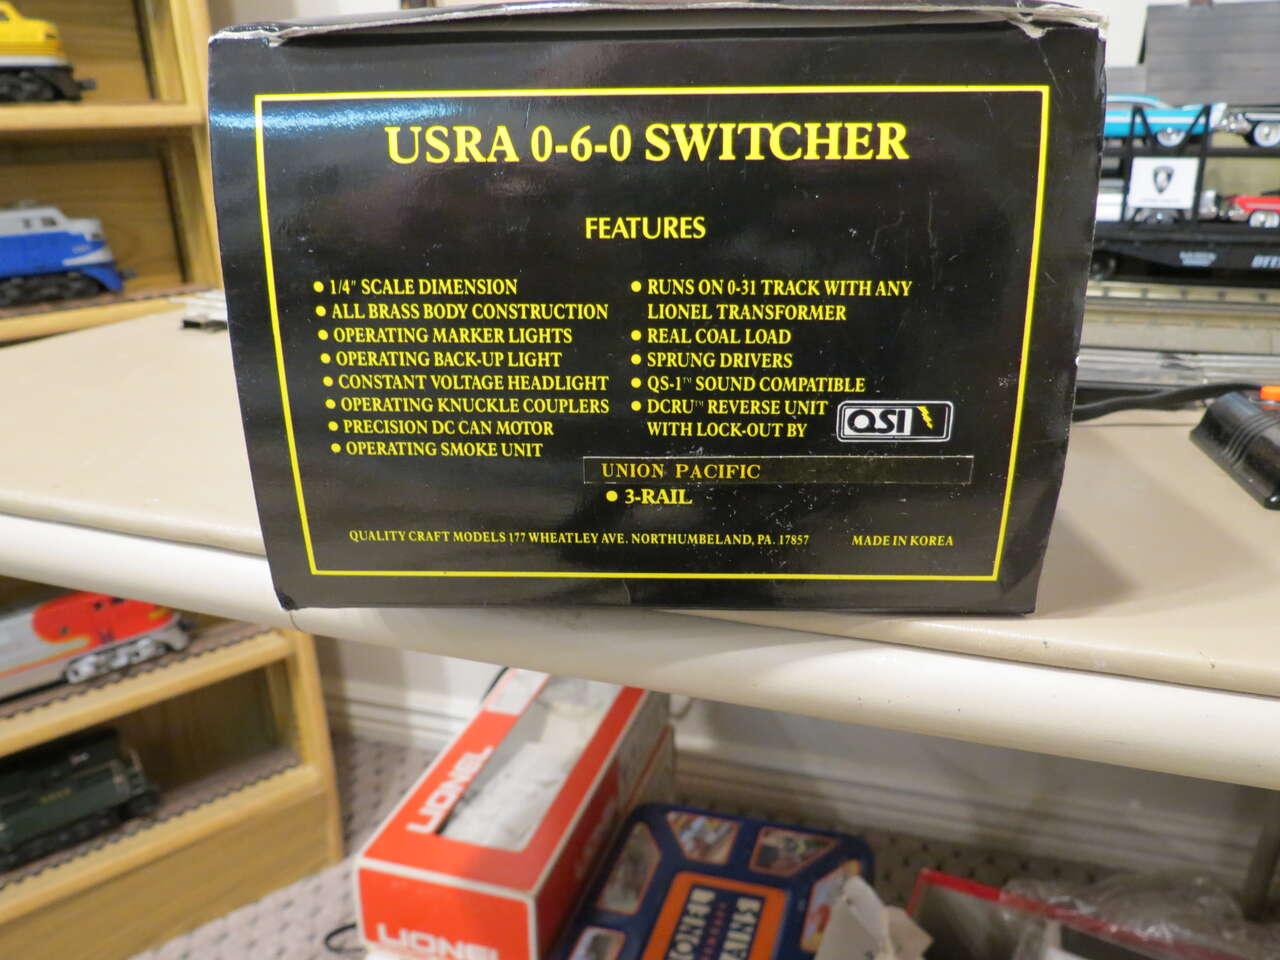 USRA 0-6-0 SWITCHER
FEATURES
• 1/4" SCALE DIMENSION
• ALL BRASS BODY CONSTRUCTION
• OPERATING MARKER LIGHTS
• OPERATING BACK-UP LIGHT
• CONSTANT VOLTAGE HEADLIGHT
• OPERATING KNUCKLE COUPLERS
• PRECISION DC CAN MOTOR
• OPERATING SMOKE UNIT
• RUNS ON 0-31 TRACK WITH ANY
LIONEL TRANSFORMER
• REAL COAL LOAD
• SPRUNG DRIVERS
• QS-1™ SOUND COMPATIBLE
• DCRU™ REVERSE UNIT
WITH LOCK-OUT BY QSI
UNION PACIFIC
• 3-RAIL
QUALITY CRAFT MODELS 177 WHEATLEY AVE. NORTHUMBELAND, PA. 17857 MADE IN KOREA
LIONEL
LIONEL